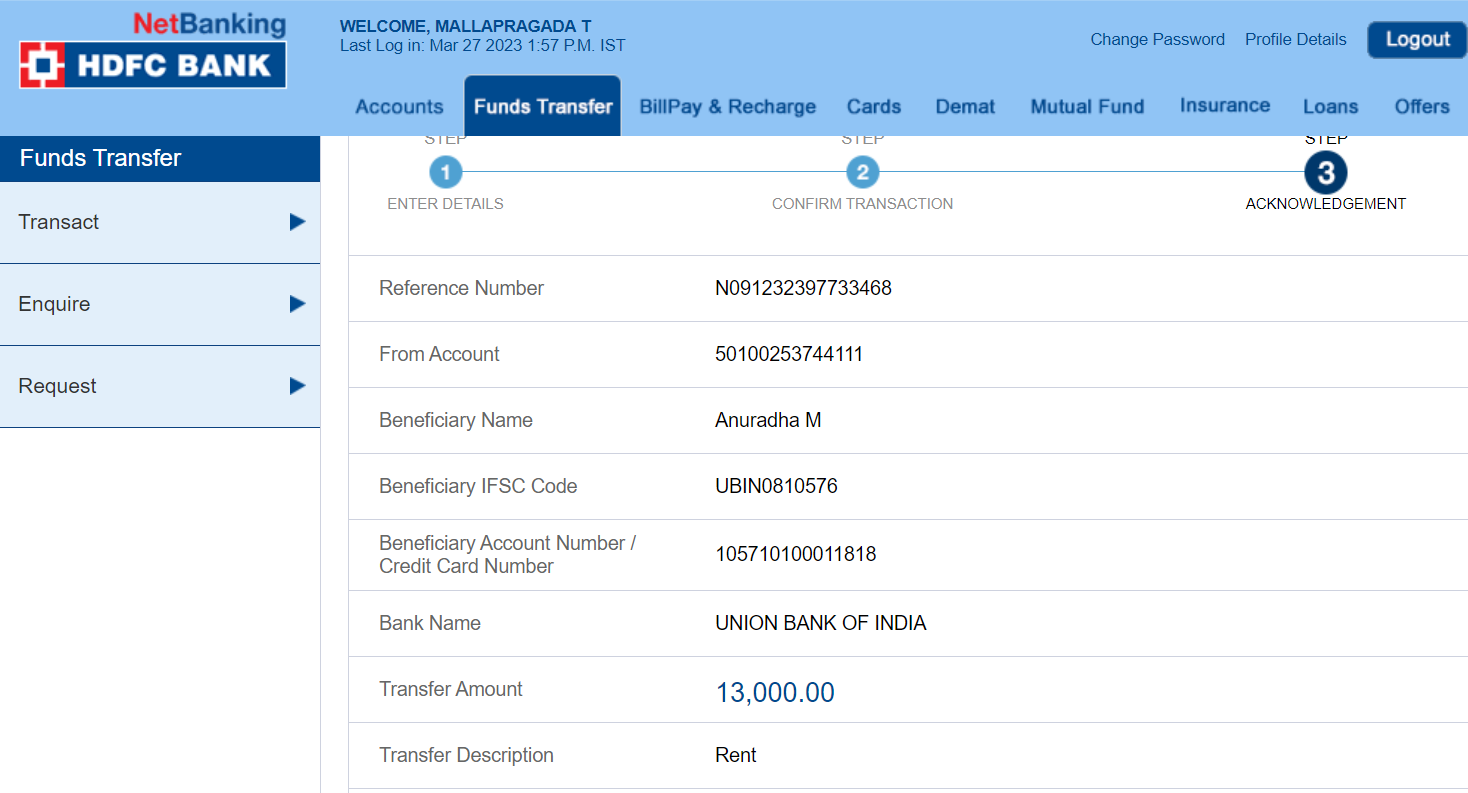 NetBanking
HDFC BANK
WELCOME, MALLAPRAGADA T
Last Log in: Mar 27 2023 1:57 P.M. IST
Change Password Profile Details Logout
Accounts Funds Transfer BillPay & Recharge Cards Demat Mutual Fund Insurance Loans Offers
Funds Transfer
Transact
Enquire
Request
STEP STEP STEP
1 2 3
ENTER DETAILS CONFIRM TRANSACTION ACKNOWLEDGEMENT
Reference Number N091232397733468
From Account 50100253744111
Beneficiary Name Anuradha M
Beneficiary IFSC Code UBIN0810576
Beneficiary Account Number /
Credit Card Number 105710100011818
Bank Name UNION BANK OF INDIA
Transfer Amount 13,000.00
Transfer Description Rent